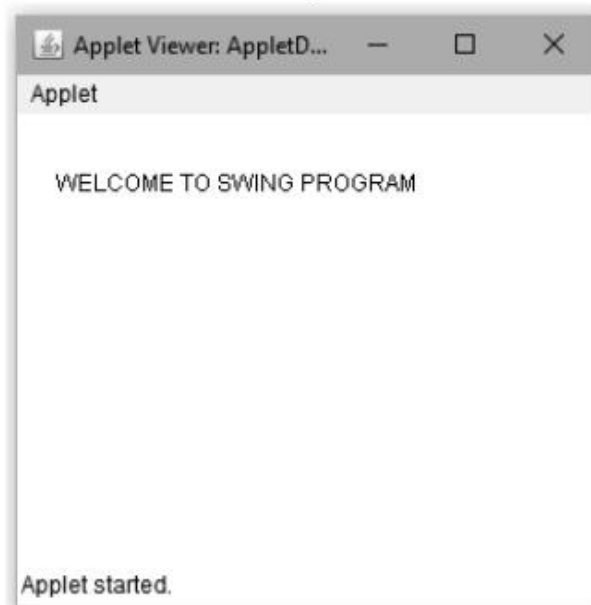 Applet Viewer: AppletD...
Applet
WELCOME TO SWING PROGRAM
Applet started.